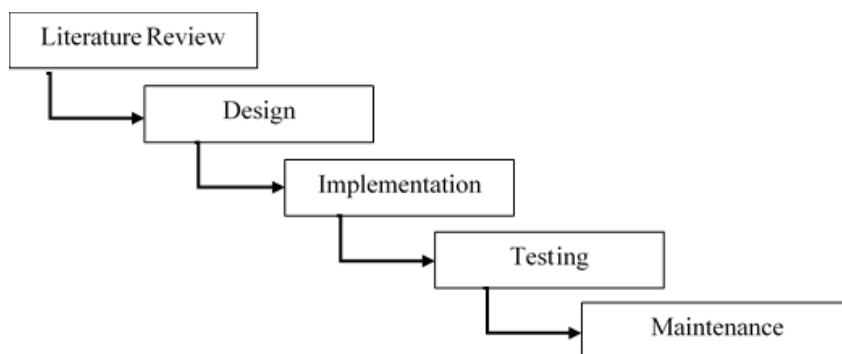 Literature Review
Design
Implementation
Testing
Maintenance